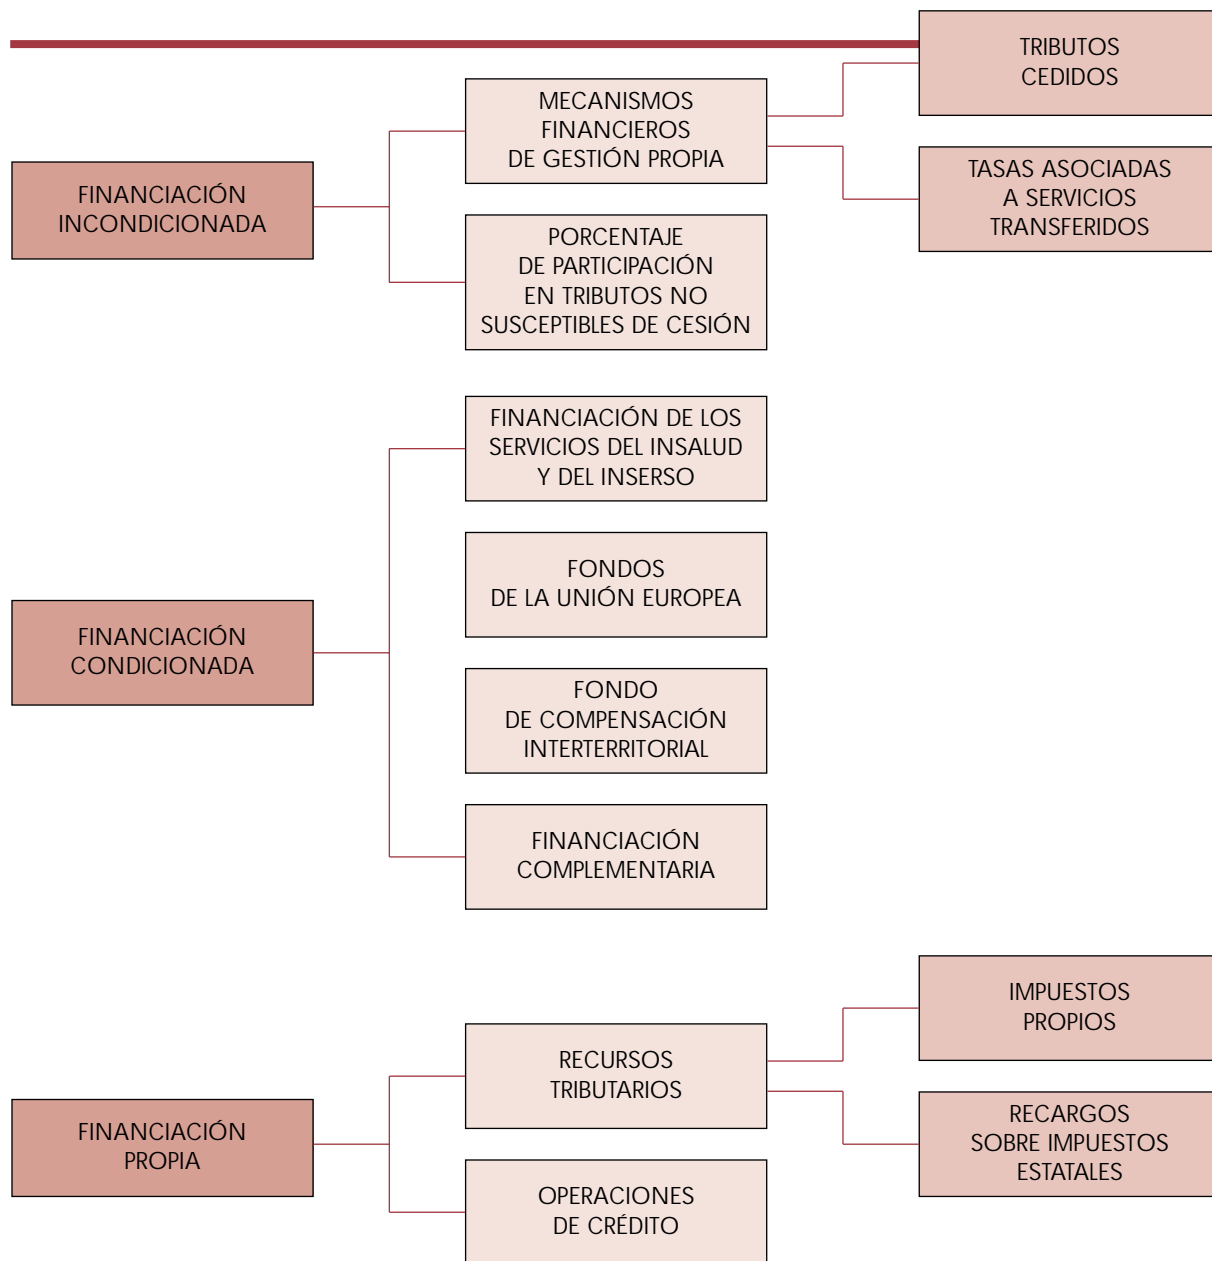 FINANCIACIÓN
INCONDICIONADA
MECANISMOS
FINANCIEROS
DE GESTIÓN PROPIA
TRIBUTOS
CEDIDOS
TASAS ASOCIADAS
A SERVICIOS
TRANSFERIDOS
PORCENTAJE
DE PARTICIPACIÓN
EN TRIBUTOS NO
SUSCEPTIBLES DE CESIÓN
FINANCIACIÓN
CONDICIONADA
FINANCIACIÓN DE LOS
SERVICIOS DEL INSALUD
Y DEL INSERSO
FONDOS
DE LA UNIÓN EUROPEA
FONDO
DE COMPENSACIÓN
INTERTERRITORIAL
FINANCIACIÓN
COMPLEMENTARIA
FINANCIACIÓN
PROPIA
RECURSOS
TRIBUTARIOS
IMPUESTOS
PROPIOS
RECARGOS
SOBRE IMPUESTOS
ESTATALES
OPERACIONES
DE CRÉDITO